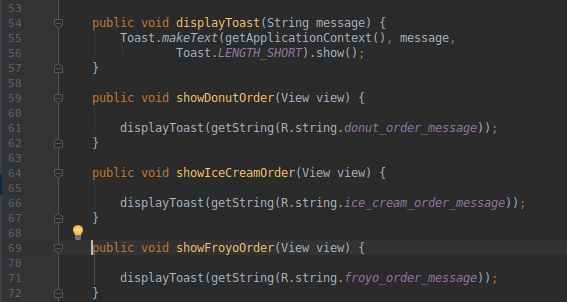 53
54 public void displayToast(String message) {
55 Toast.makeText(getApplicationContext(), message,
56 Toast.LENGTH_SHORT).show();
57 }
58
59 public void showDonutOrder(View view) {
60
61 displayToast(getString(R.string.donut_order_message));
62 }
63
64 public void showIceCreamOrder(View view) {
65
66 displayToast(getString(R.string.ice_cream_order_message));
67 }
68
69 public void showFroyoOrder(View view) {
70
71 displayToast(getString(R.string.froyo_order_message));
72 }